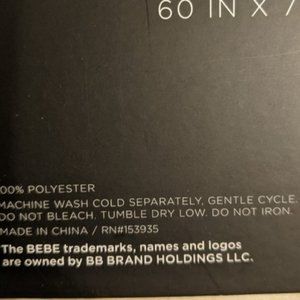 60 IN X 7
00% POLYESTER
MACHINE WASH COLD SEPARATELY, GENTLE CYCLE.
DO NOT BLEACH. TUMBLE DRY LOW. DO NOT IRON.
MADE IN CHINA / RN#153935
The BEBE trademarks, names and logos
are owned by BB BRAND HOLDINGS LLC.